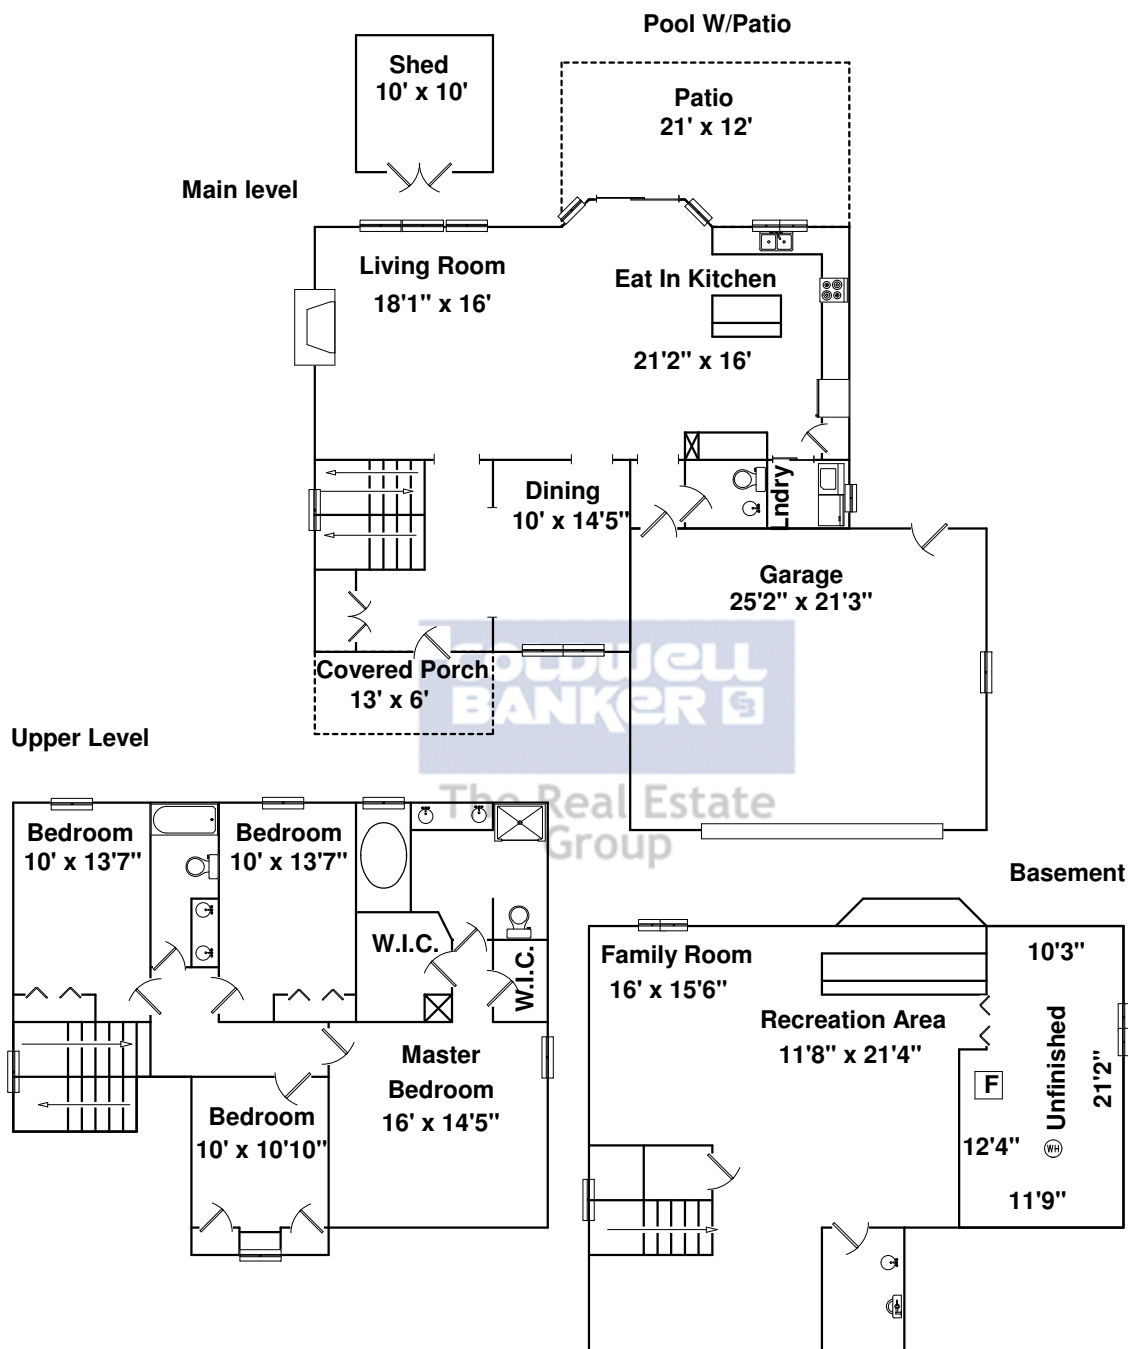 Pool W/Patio
Shed
10' x 10'
Patio
21' x 12'
Main level
Living Room
18'1" x 16'
Eat In Kitchen
21'2" x 16'
Dining
10' x 14'5"
Lndry
Garage
25'2" x 21'3"
Covered Porch
13' x 6'
COLDWELL
BANKER
CB
The Real Estate
Group
Upper Level
Bedroom
10' x 13'7"
Bedroom
10' x 13'7"
W.I.C.
W.I.C.
Master
Bedroom
16' x 14'5"
Bedroom
10' x 10'10"
Basement
Family Room
16' x 15'6"
Recreation Area
11'8" x 21'4"
10'3"
Unfinished
21'2"
F
12'4"
WH
11'9"